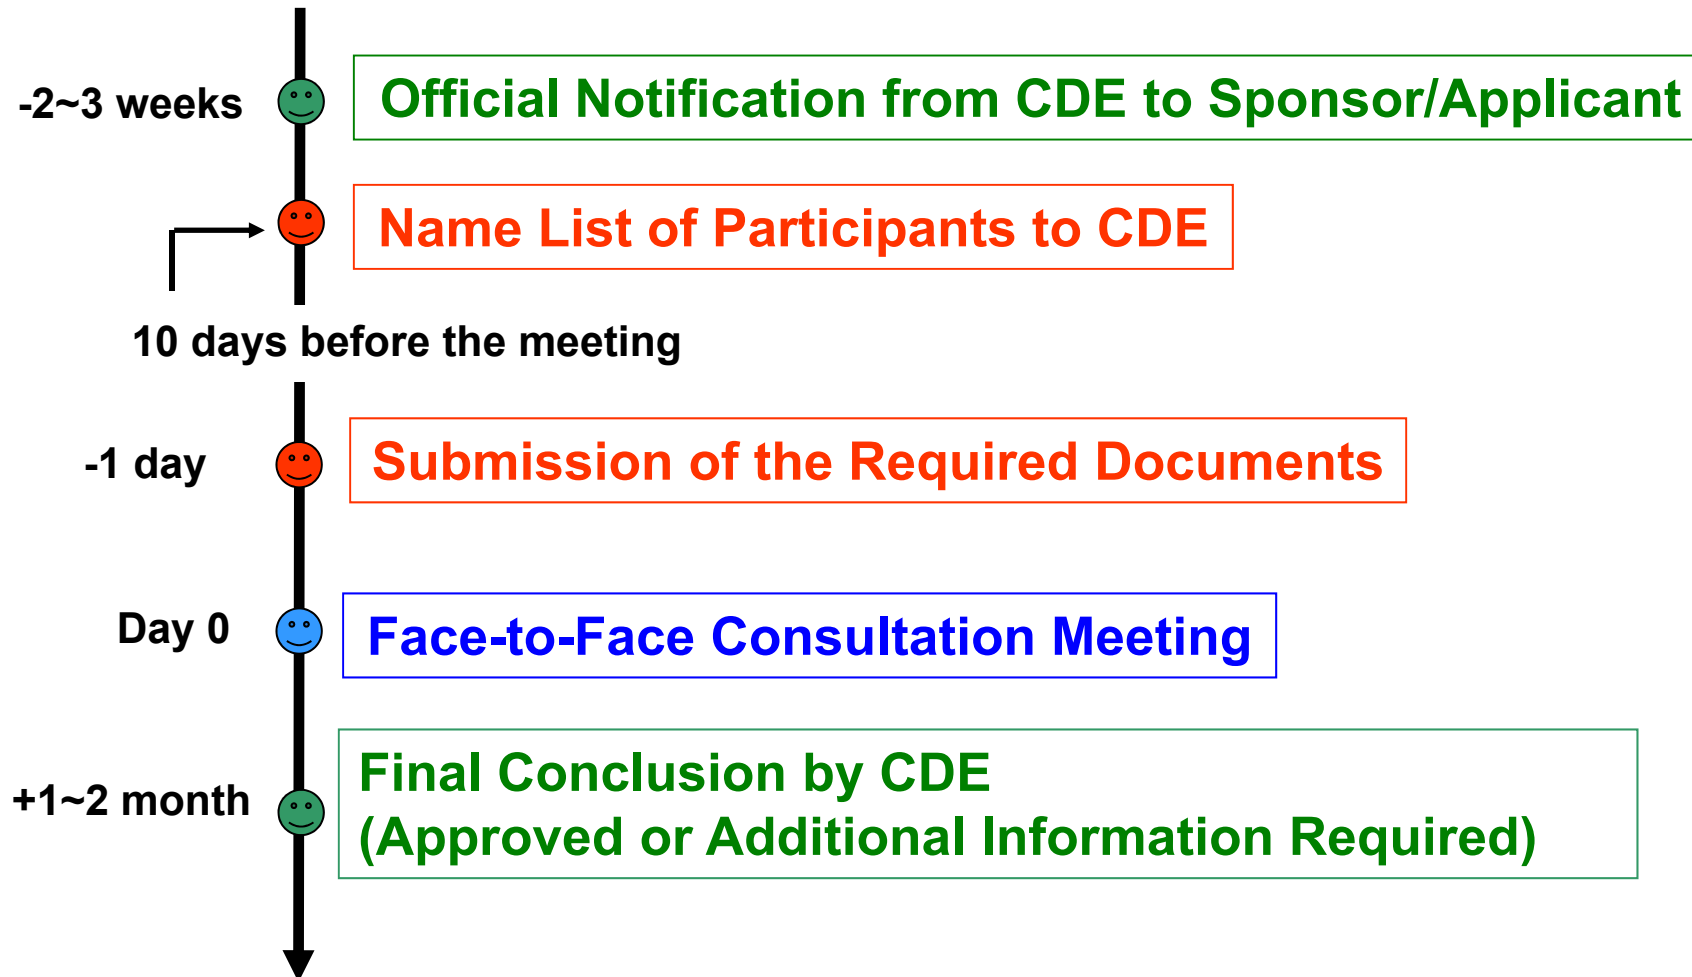 -2~3 weeks
Official Notification from CDE to Sponsor/Applicant
Name List of Participants to CDE
10 days before the meeting
-1 day
Submission of the Required Documents
Day 0
Face-to-Face Consultation Meeting
+1~2 month
Final Conclusion by CDE
(Approved or Additional Information Required)